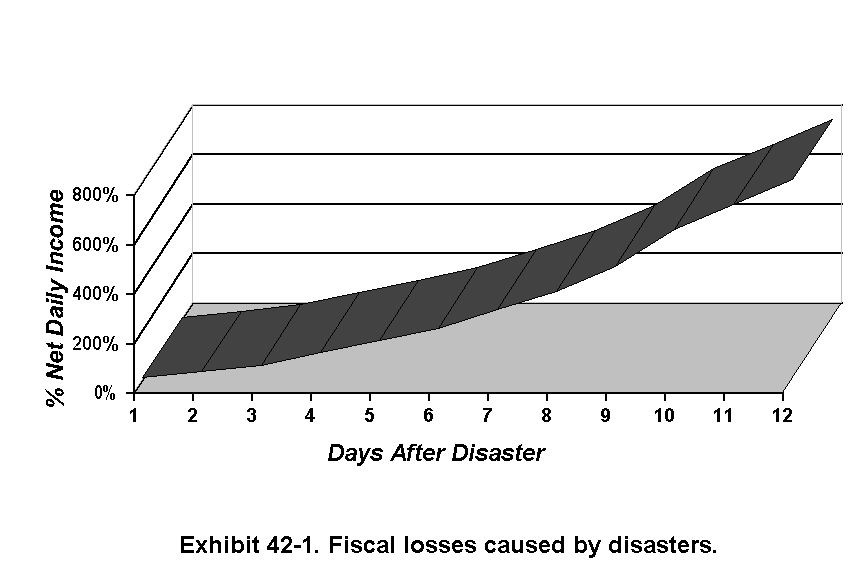 % Net Daily Income
800%
600%
400%
200%
0%
1 2 3 4 5 6 7 8 9 10 11 12
Days After Disaster
Exhibit 42-1. Fiscal losses caused by disasters.